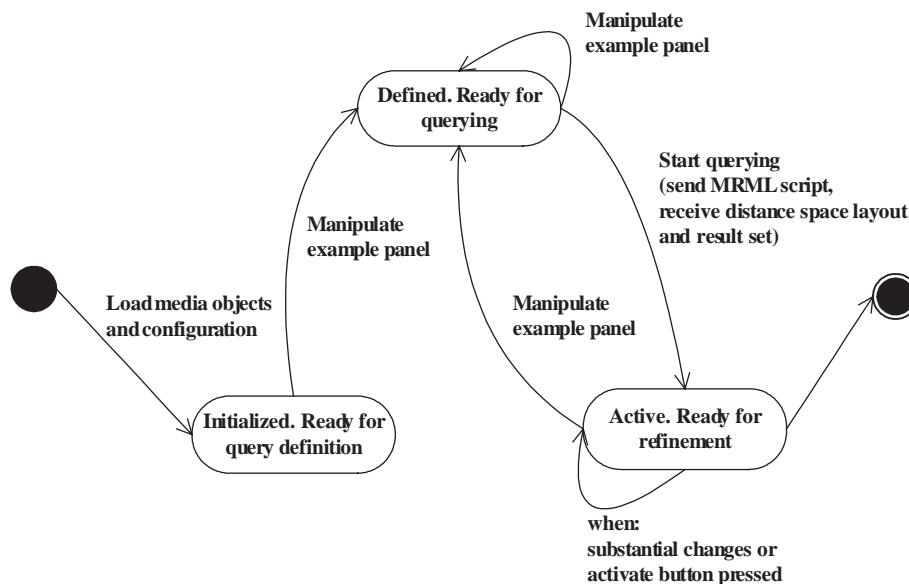 Manipulate
example panel
Defined. Ready for
querying
Start querying
(send MRML script,
receive distance space layout
and result set)
Manipulate
example panel
Load media objects
and configuration
Manipulate
example panel
Initialized. Ready for
query definition
Active. Ready for
refinement
when:
substantial changes or
activate button pressed